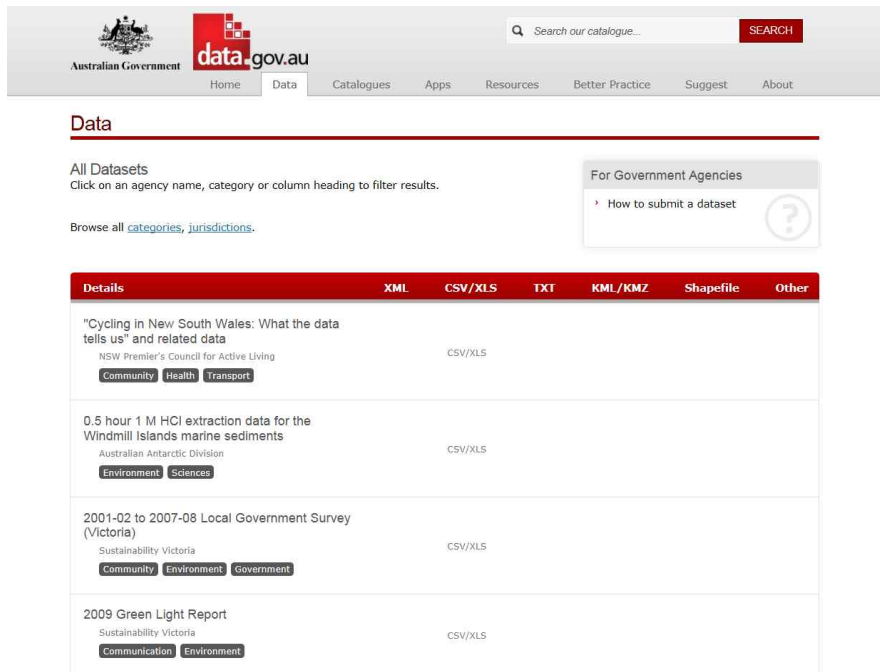 Australian Government
data.gov.au
Search our catalogue...
SEARCH
Home Data Catalogues Apps Resources Better Practice Suggest About
Data
All Datasets
Click on an agency name, category or column heading to filter results.
Browse all categories, jurisdictions.
For Government Agencies
› How to submit a dataset
?
Details XML CSV/XLS TXT KML/KMZ Shapefile Other
"Cycling in New South Wales: What the data
tells us" and related data
NSW Premier's Council for Active Living
CSV/XLS
Community Health Transport
0.5 hour 1 M HCl extraction data for the
Windmill Islands marine sediments
Australian Antarctic Division
CSV/XLS
Environment Sciences
2001-02 to 2007-08 Local Government Survey
(Victoria)
Sustainability Victoria
CSV/XLS
Community Environment Government
2009 Green Light Report
Sustainability Victoria
CSV/XLS
Communication Environment